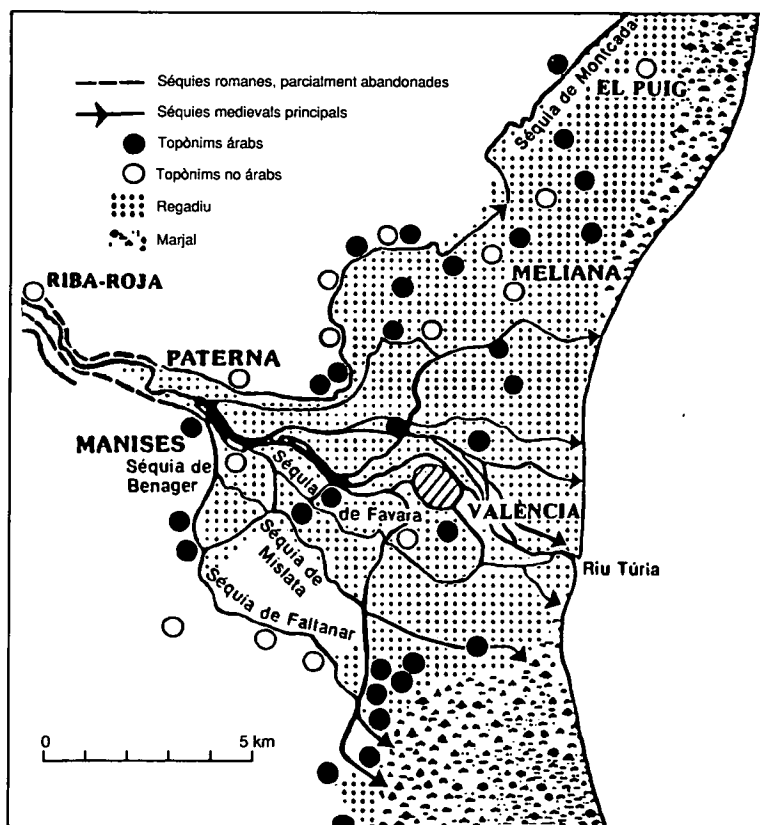 Séquies romanes, parcialment abandonades
Séquies medievals principals
Topònims árabs
Topònims no árabs
Regadiu
Marjal
Séquia de Montcada
EL PUIG
MELIANA
RIBA-ROJA
PATERNA
MANISES
Séquia de
Benager
Séquia
de Favara
VALÈNCIA
Riu Túria
Séquia de
Mislata
Séquia de Faltanar
0 5 km